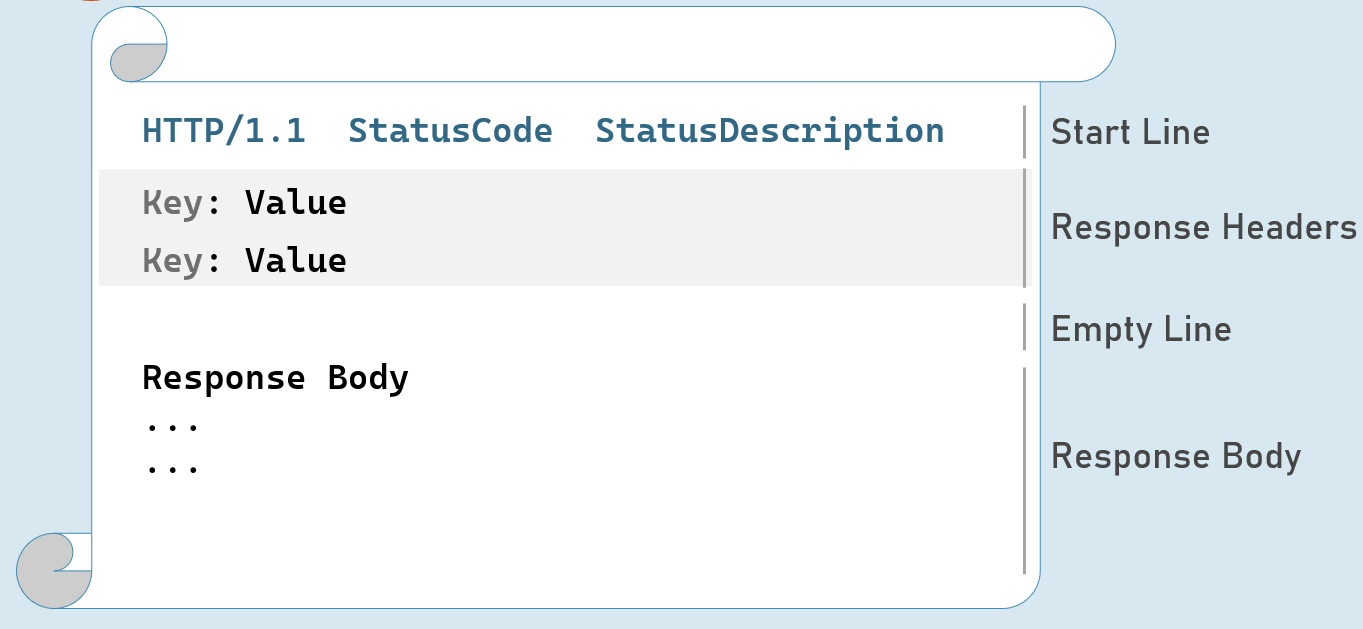 HTTP/1.1 StatusCode StatusDescription
Start Line
Key: Value
Key: Value
Response Headers
Empty Line
Response Body
...
...
Response Body